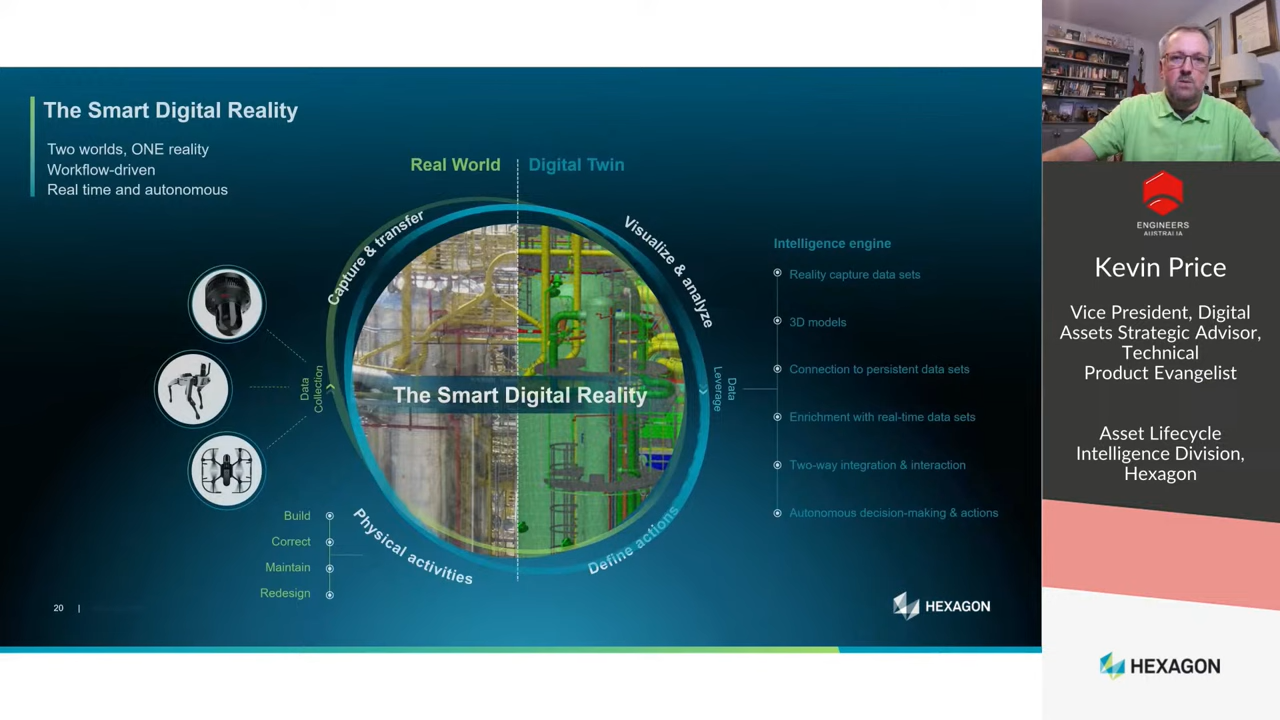 The Smart Digital Reality
Two worlds, ONE reality
Workflow-driven
Real time and autonomous
Real World
Digital Twin
Capture & transfer
Visualize & analyze
Data
Collection
The Smart Digital Reality
Data
Leverage
Physical activities
Define actions
Build
Correct
Maintain
Redesign
Intelligence engine
Reality capture data sets
3D models
Connection to persistent data sets
Enrichment with real-time data sets
Two-way integration & interaction
Autonomous decision-making & actions
20 |
HEXAGON
ENGINEERS
AUSTRALIA
Kevin Price
Vice President, Digital
Assets Strategic Advisor,
Technical
Product Evangelist
Asset Lifecycle
Intelligence Division,
Hexagon
HEXAGON